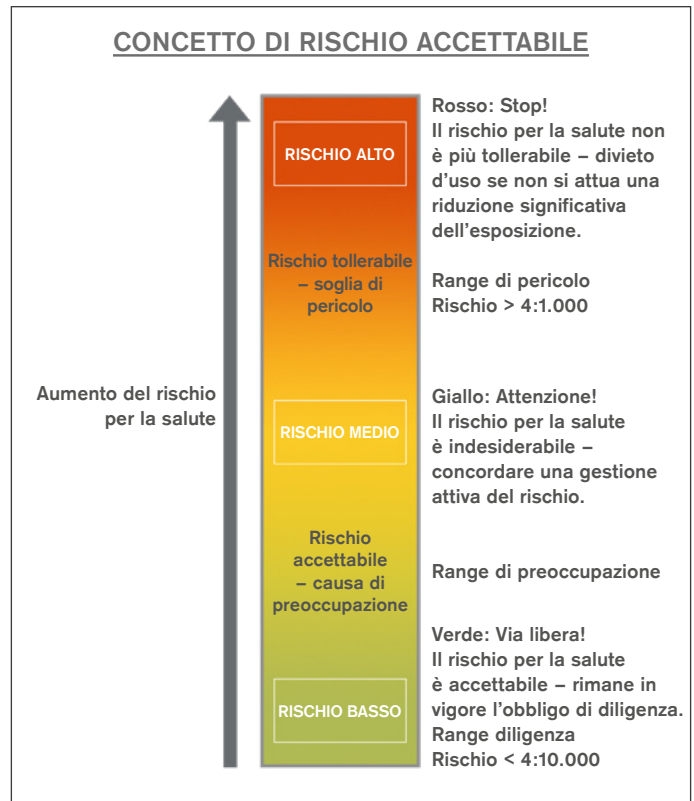 CONCETTO DI RISCHIO ACCETTABILE
Aumento del rischio
per la salute
RISCHIO ALTO
Rischio tollerabile
– soglia di
pericolo
RISCHIO MEDIO
Rischio
accettabile
– causa di
preoccupazione
RISCHIO BASSO
Rosso: Stop!
Il rischio per la salute non
è più tollerabile – divieto
d’uso se non si attua una
riduzione significativa
dell’esposizione.
Range di pericolo
Rischio > 4:1.000
Giallo: Attenzione!
Il rischio per la salute
è indesiderabile –
concordare una gestione
attiva del rischio.
Range di preoccupazione
Verde: Via libera!
Il rischio per la salute
è accettabile – rimane in
vigore l’obbligo di diligenza.
Range diligenza
Rischio < 4:10.000